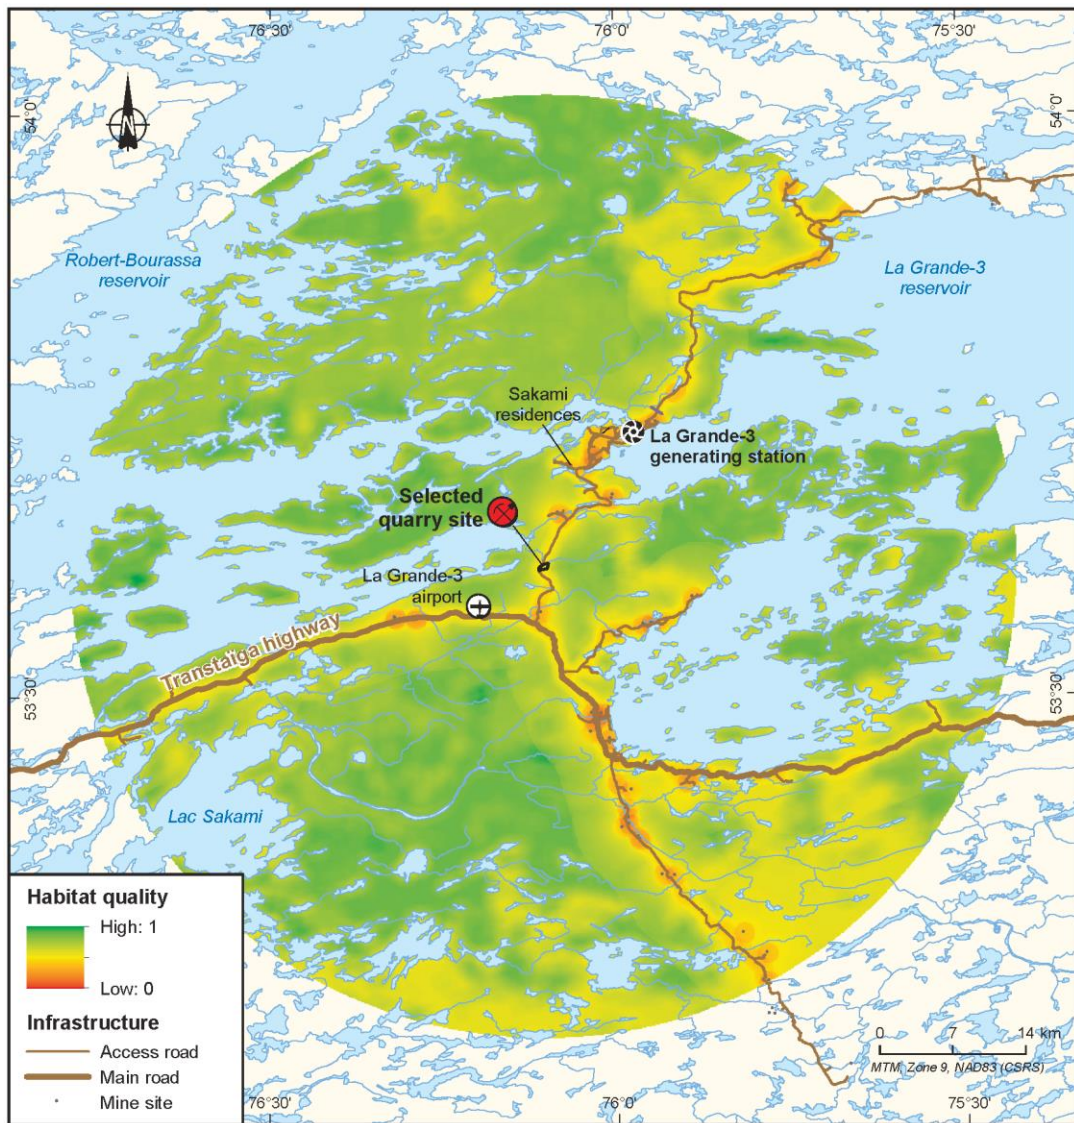 76°30'
76°0'
75°30'
54°0'
54°0'
Robert-Bourassa
reservoir
La Grande-3
reservoir
Sakami
residences
La Grande-3
generating station
Selected
quarry site
La Grande-3
airport
Transtaiga highway
53°30'
53°30'
Lac Sakami
Habitat quality
High: 1
Low: 0
Infrastructure
Access road
Main road
Mine site
0 7 14 km
MTM, Zone 9, NAD83 (CSRS)
76°30'
76°0'
75°30'